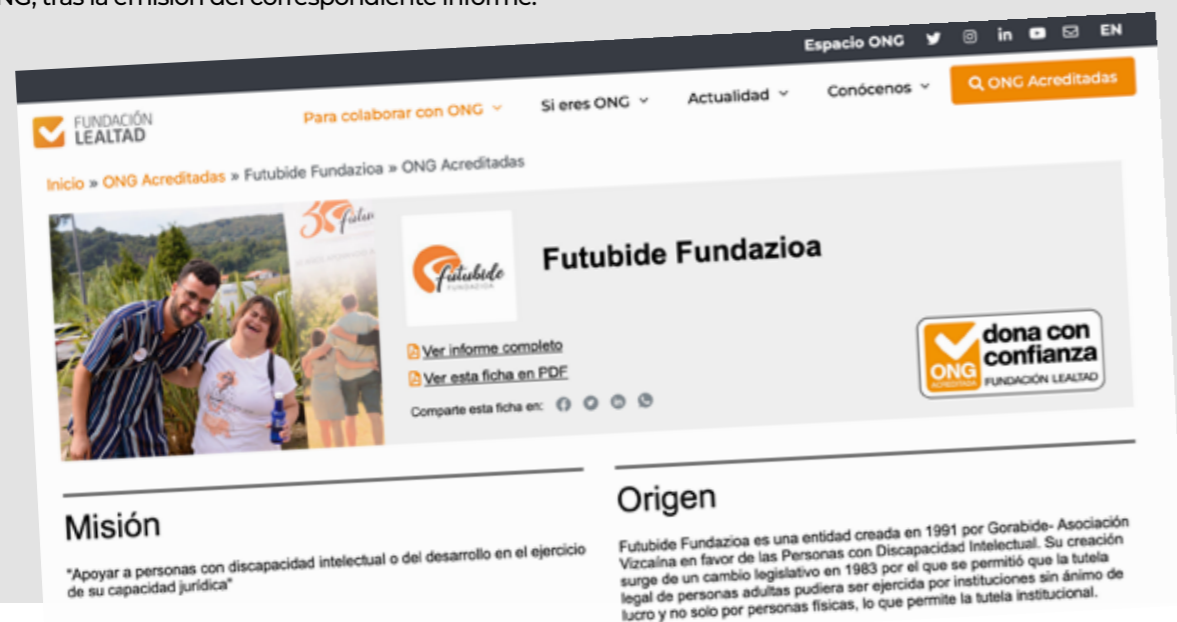 NG, tras la emisión del correspondiente informe.
Espacio ONG in EN
FUNDACIÓN
LEALTAD
Para colaborar con ONG
Si eres ONG
Actualidad
Conócenos
ONG Acreditadas
Inicio » ONG Acreditadas » Futubide Fundazioa » ONG Acreditadas
30
futubide
FUNDAZIOA
Futubide Fundazioa
Ver informe completo
Ver esta ficha en PDF
Comparte esta ficha en:
ONG
ACREDITADA
dona con
confianza
FUNDACIÓN LEALTAD
Misión
"Apoyar a personas con discapacidad intelectual o del desarrollo en el ejercicio
de su capacidad jurídica"
Origen
Futubide Fundazioa es una entidad creada en 1991 por Gorabide- Asociación
Vizcaína en favor de las Personas con Discapacidad Intelectual. Su creación
surge de un cambio legislativo en 1983 por el que se permitió que la tutela
legal de personas adultas pudiera ser ejercida por instituciones sin ánimo de
lucro y no solo por personas físicas, lo que permite la tutela institucional.